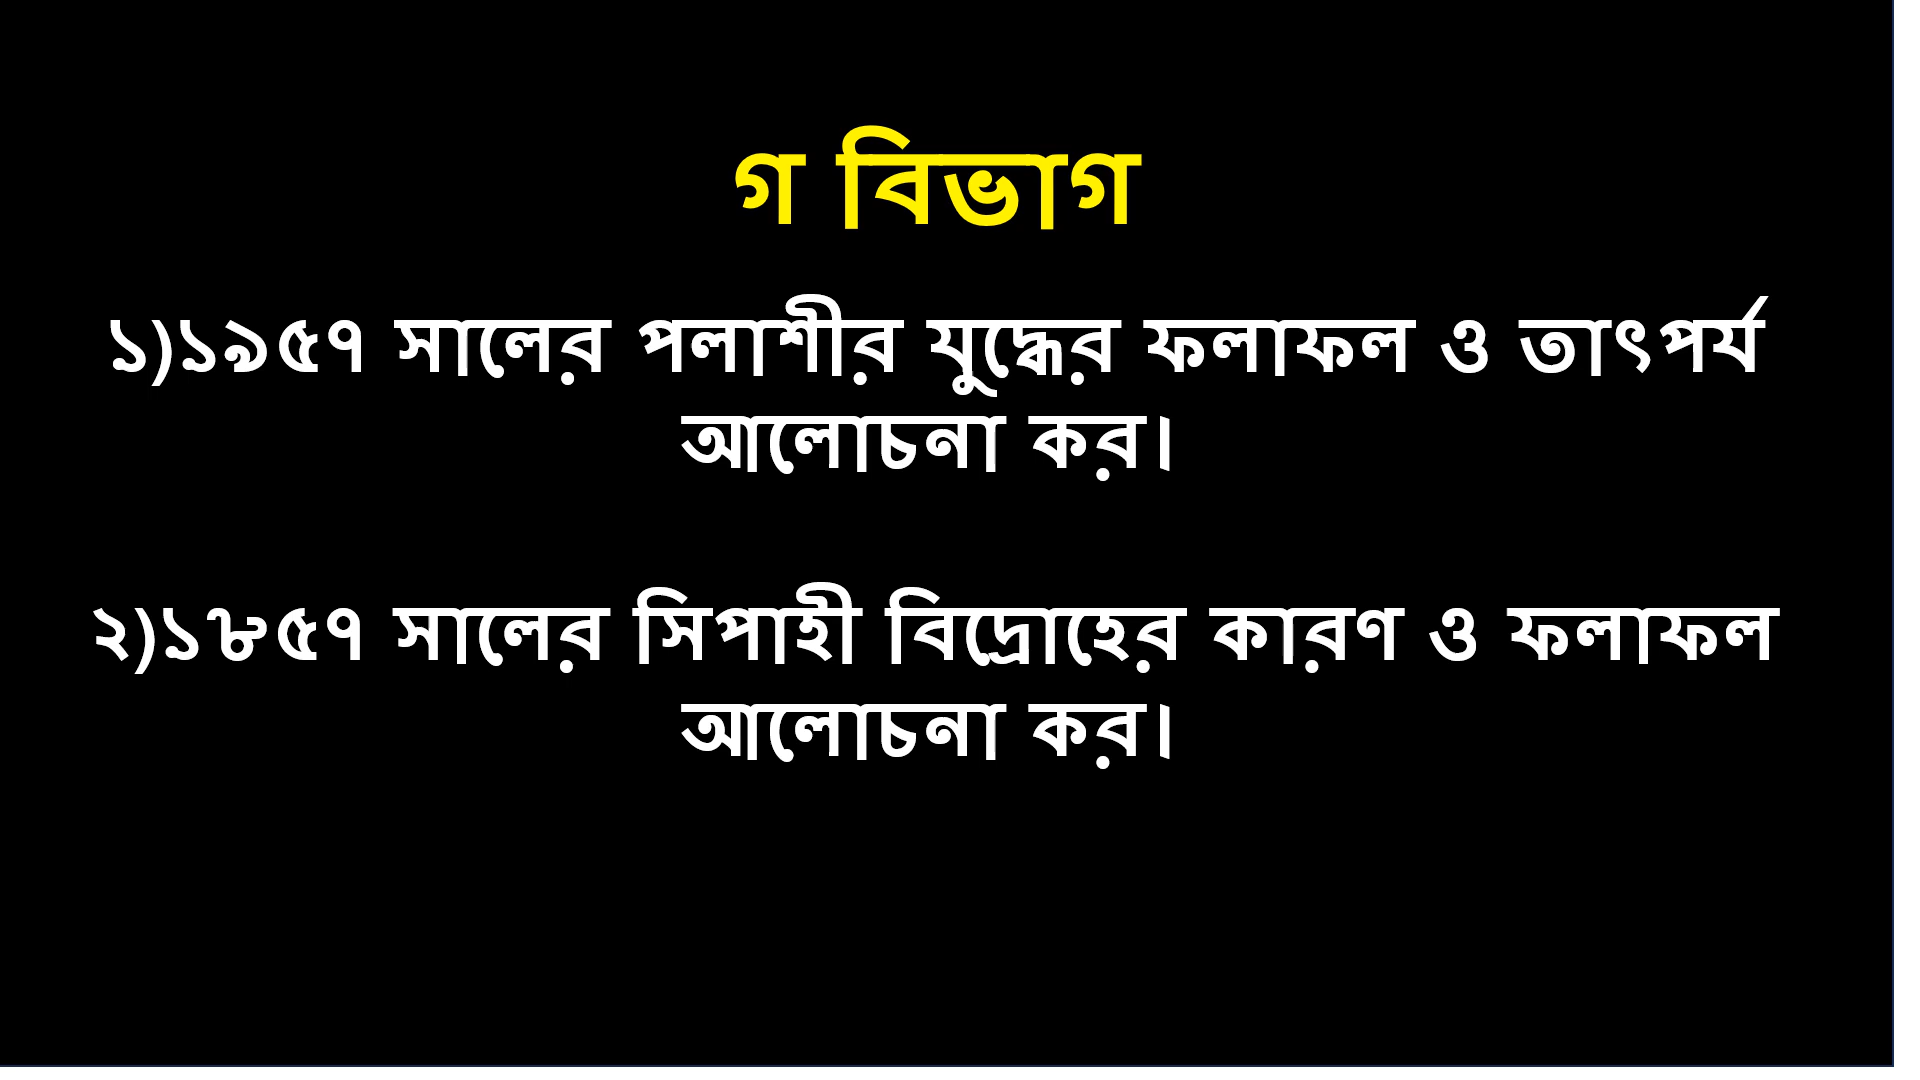 গ বিভাগ
১)১৯৫৭ সালের পলাশীর যুদ্ধের ফলাফল ও তাৎপর্য
আলোচনা কর।
২)১৮৫৭ সালের সিপাহী বিদ্রোহের কারণ ও ফলাফল
আলোচনা কর।